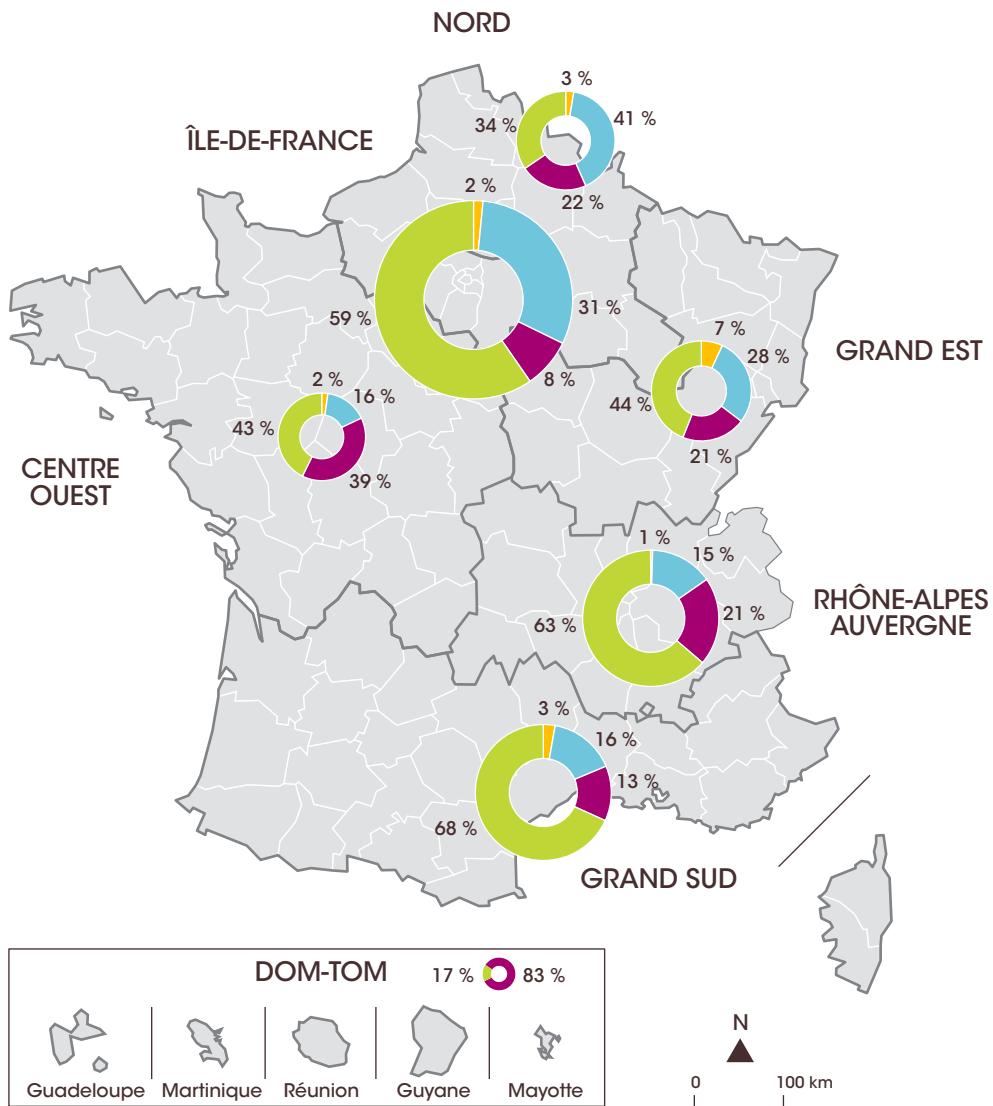 NORD
3 %
34 %
41 %
22 %
ÎLE-DE-FRANCE
2 %
59 %
31 %
8 %
GRAND EST
7 %
28 %
44 %
21 %
CENTRE
OUEST
2 %
16 %
43 %
39 %
RHÔNE-ALPES
AUVERGNE
1 %
15 %
63 %
21 %
3 %
16 %
13 %
68 %
GRAND SUD
DOM-TOM
17 %
83 %
Guadeloupe
Martinique
Réunion
Guyane
Mayotte
N
0
100 km